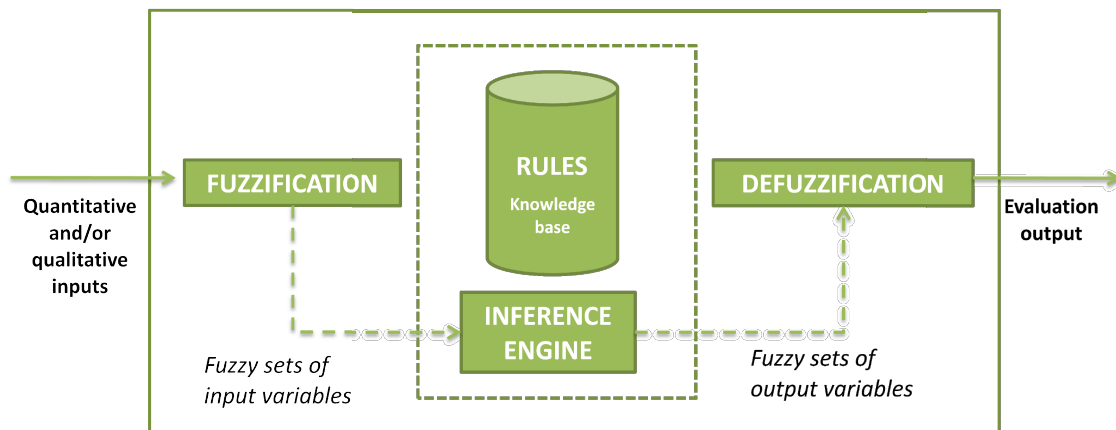 RULES
Knowledge
base
FUZZIFICATION
DEFUZZIFICATION
Quantitative
and/or
qualitative
inputs
Evaluation
output
INFERENCE
ENGINE
Fuzzy sets of
input variables
Fuzzy sets of
output variables